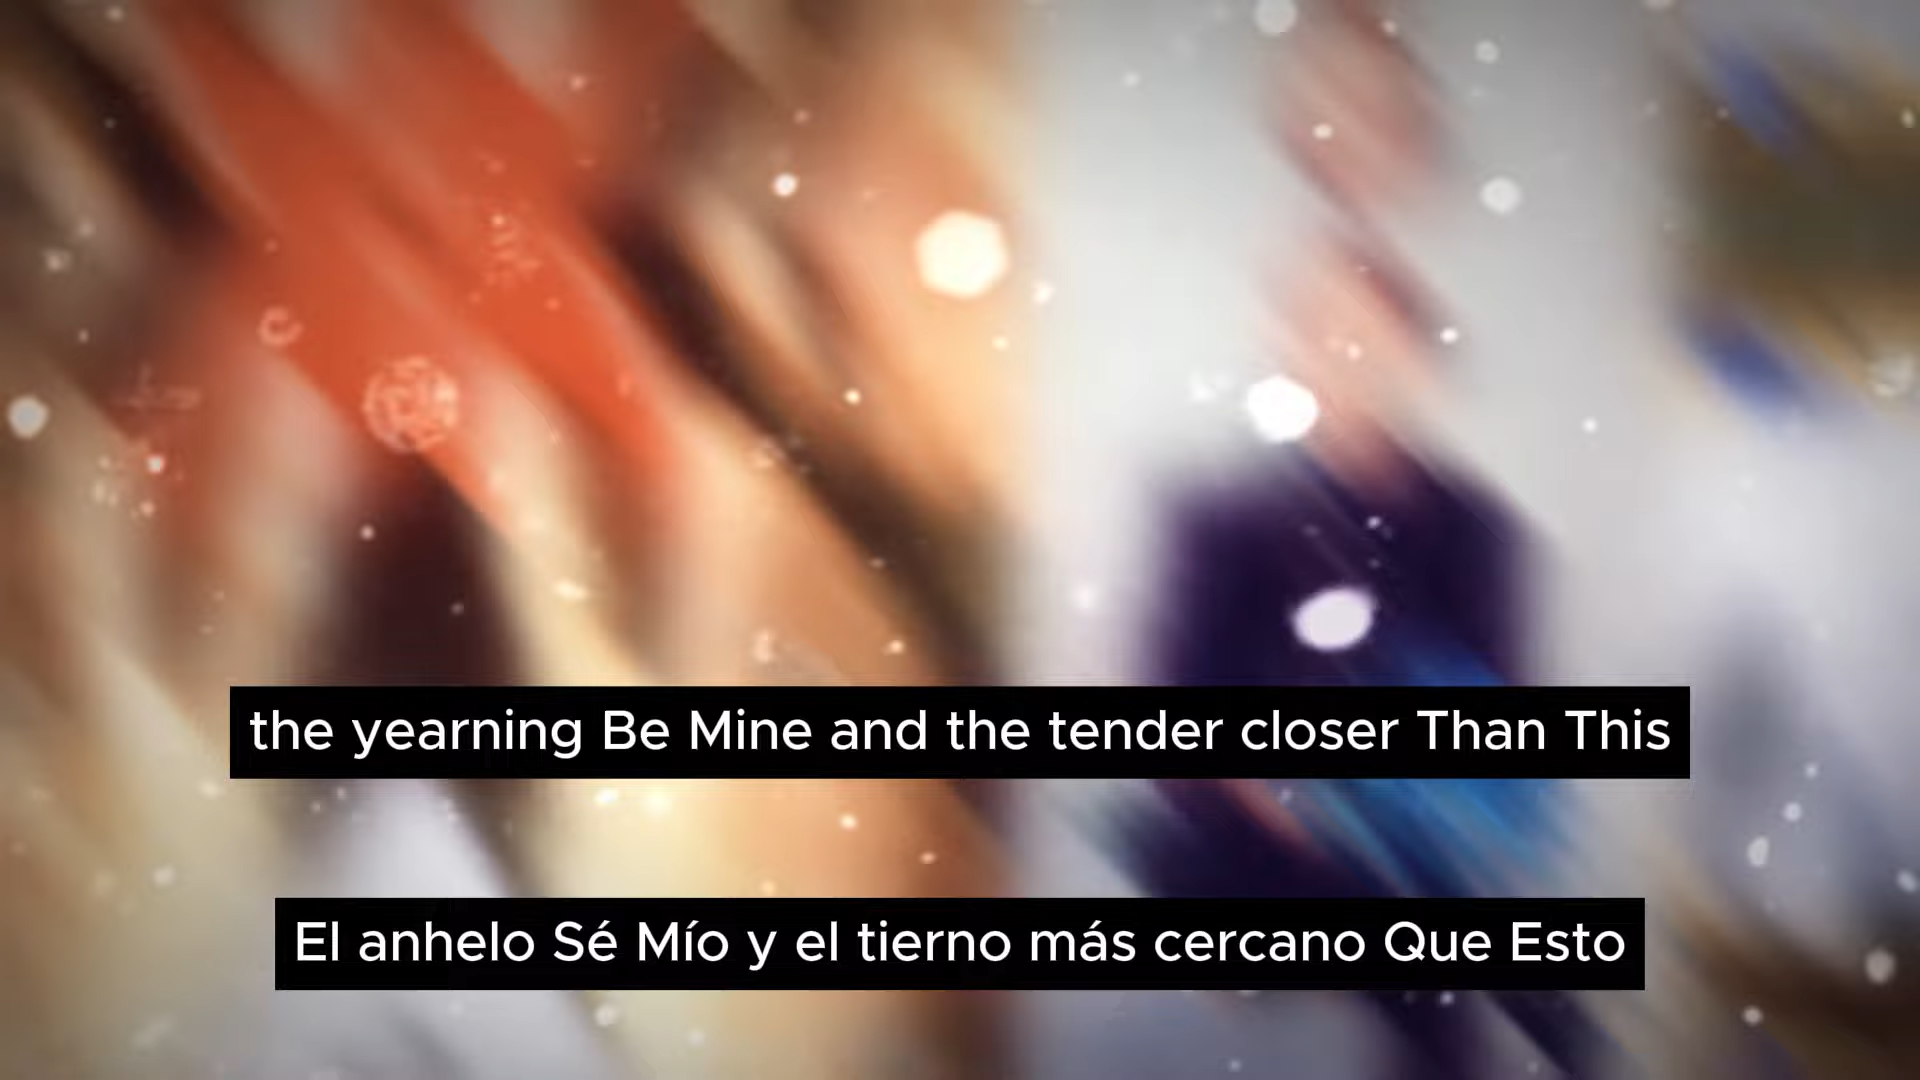 the yearning Be Mine and the tender closer Than This
El anhelo Sé Mío y el tierno más cercano Que Esto